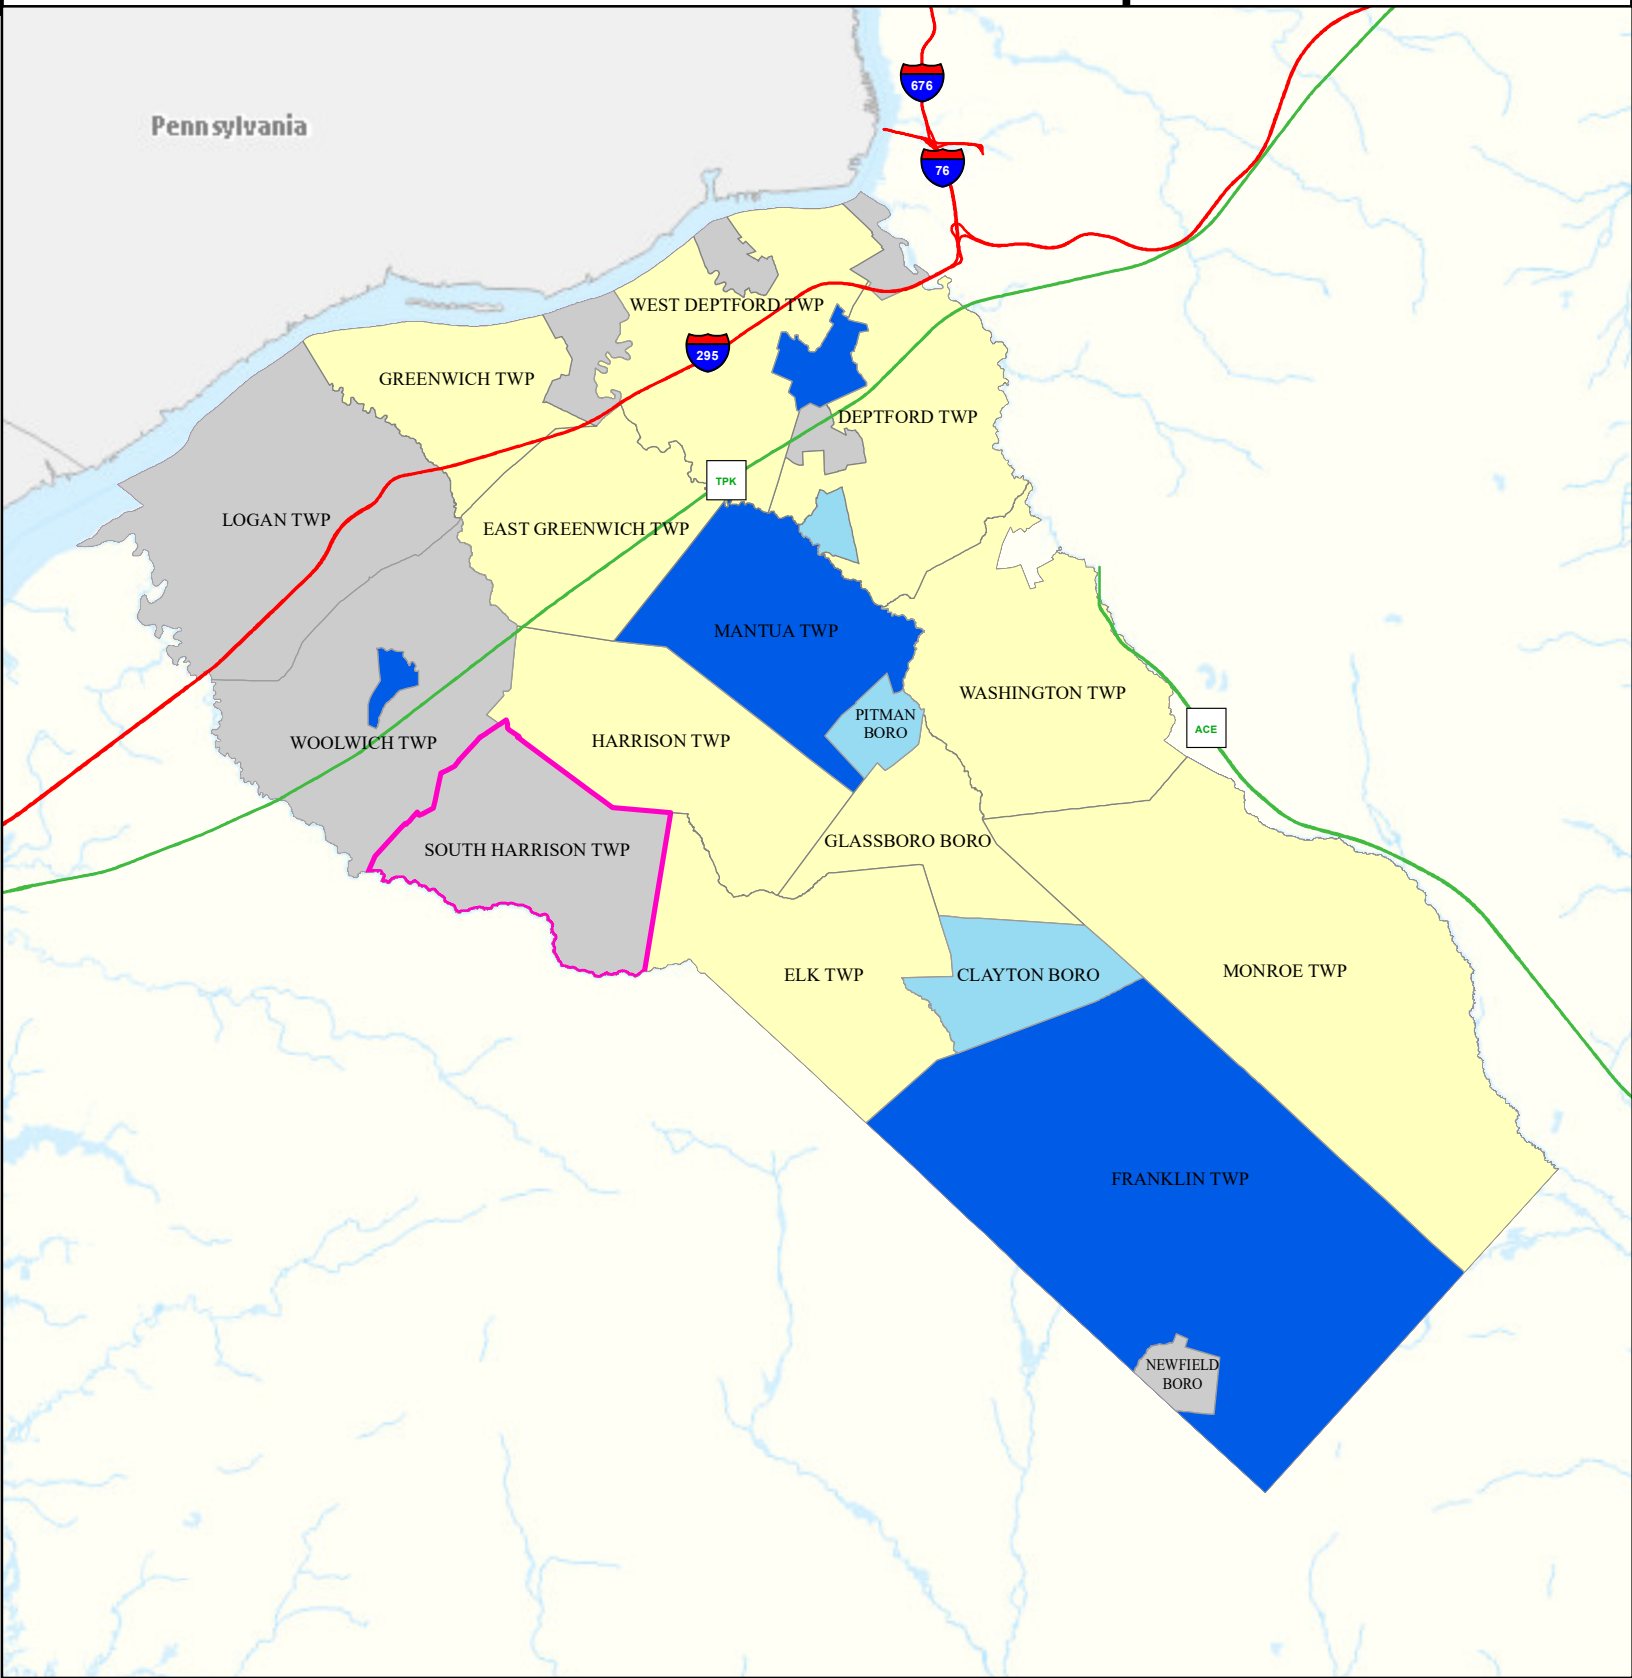 Pennsylvania
676
76
WEST DEPTFORD TWP
295
GREENWICH TWP
DEPTFORD TWP
TPK
LOGAN TWP
EAST GREENWICH TWP
MANTUA TWP
WASHINGTON TWP
PITMAN
BORO
ACE
WOOLWICH TWP
HARRISON TWP
GLASSBORO BORO
SOUTH HARRISON TWP
ELK TWP
CLAYTON BORO
MONROE TWP
FRANKLIN TWP
NEWFIELD
BORO